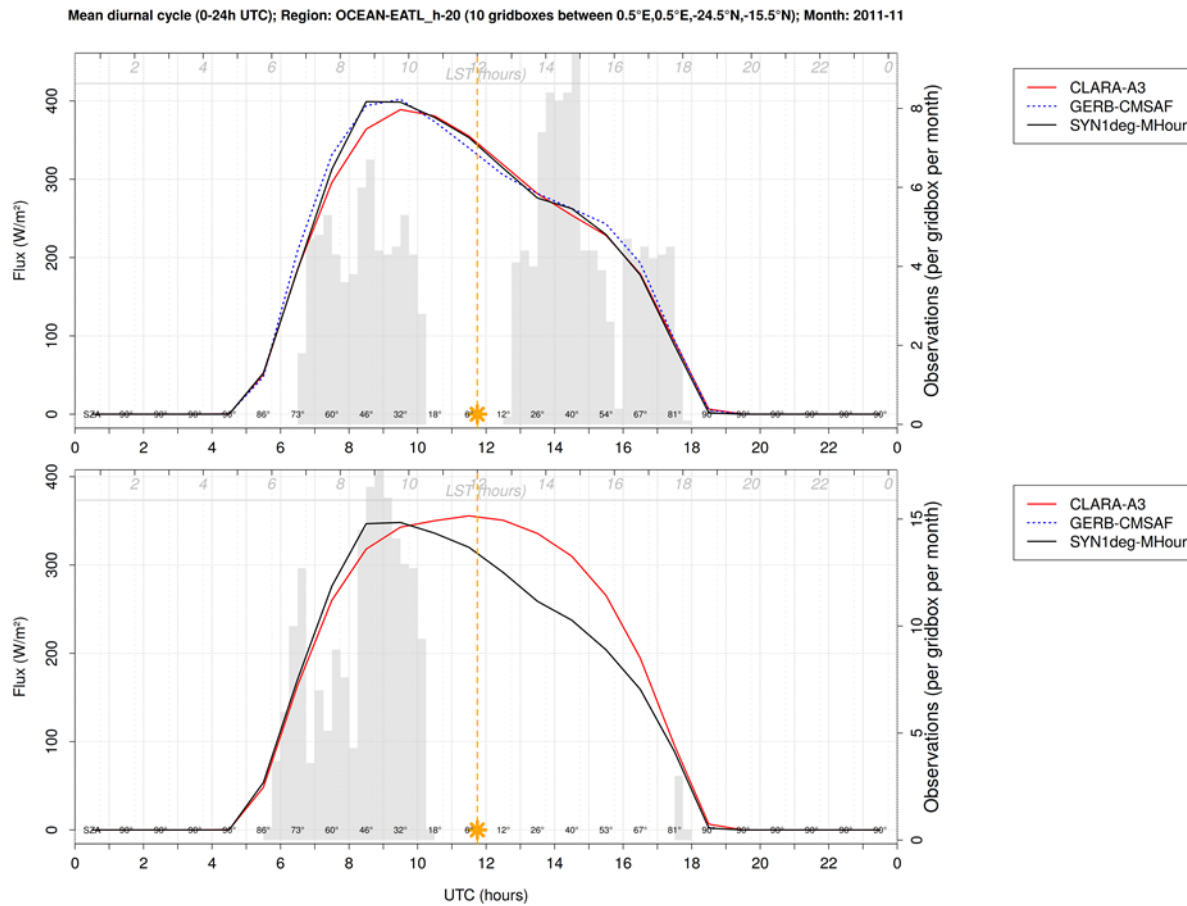 Mean diurnal cycle (0-24h UTC); Region: OCEAN-EATL_h-20 (10 gridboxes between 0.5°E,0.5°E,-24.5°N,-15.5°N); Month: 2011-11
2 4 6 8 10 12 14 16 18 20 22 0
LST (hours)
Flux (W/m²)
400
300
200
100
0
Observations (per gridbox per month)
8
6
4
2
0
SZA 90° 90° 90° 90° 86° 73° 60° 46° 32° 18° 6° 12° 26° 40° 54° 67° 81° 90° 90° 90° 90° 90° 90°
0 2 4 6 8 10 12 14 16 18 20 22 0
CLARA-A3
GERB-CMSAF
SYN1deg-MHour
2 4 6 8 10 12 14 16 18 20 22 0
LST (hours)
Flux (W/m²)
400
300
200
100
0
Observations (per gridbox per month)
15
10
5
0
SZA 90° 90° 90° 90° 86° 73° 60° 46° 32° 18° 6° 12° 26° 40° 53° 67° 81° 90° 90° 90° 90° 90° 90°
0 2 4 6 8 10 12 14 16 18 20 22 0
UTC (hours)
CLARA-A3
GERB-CMSAF
SYN1deg-MHour